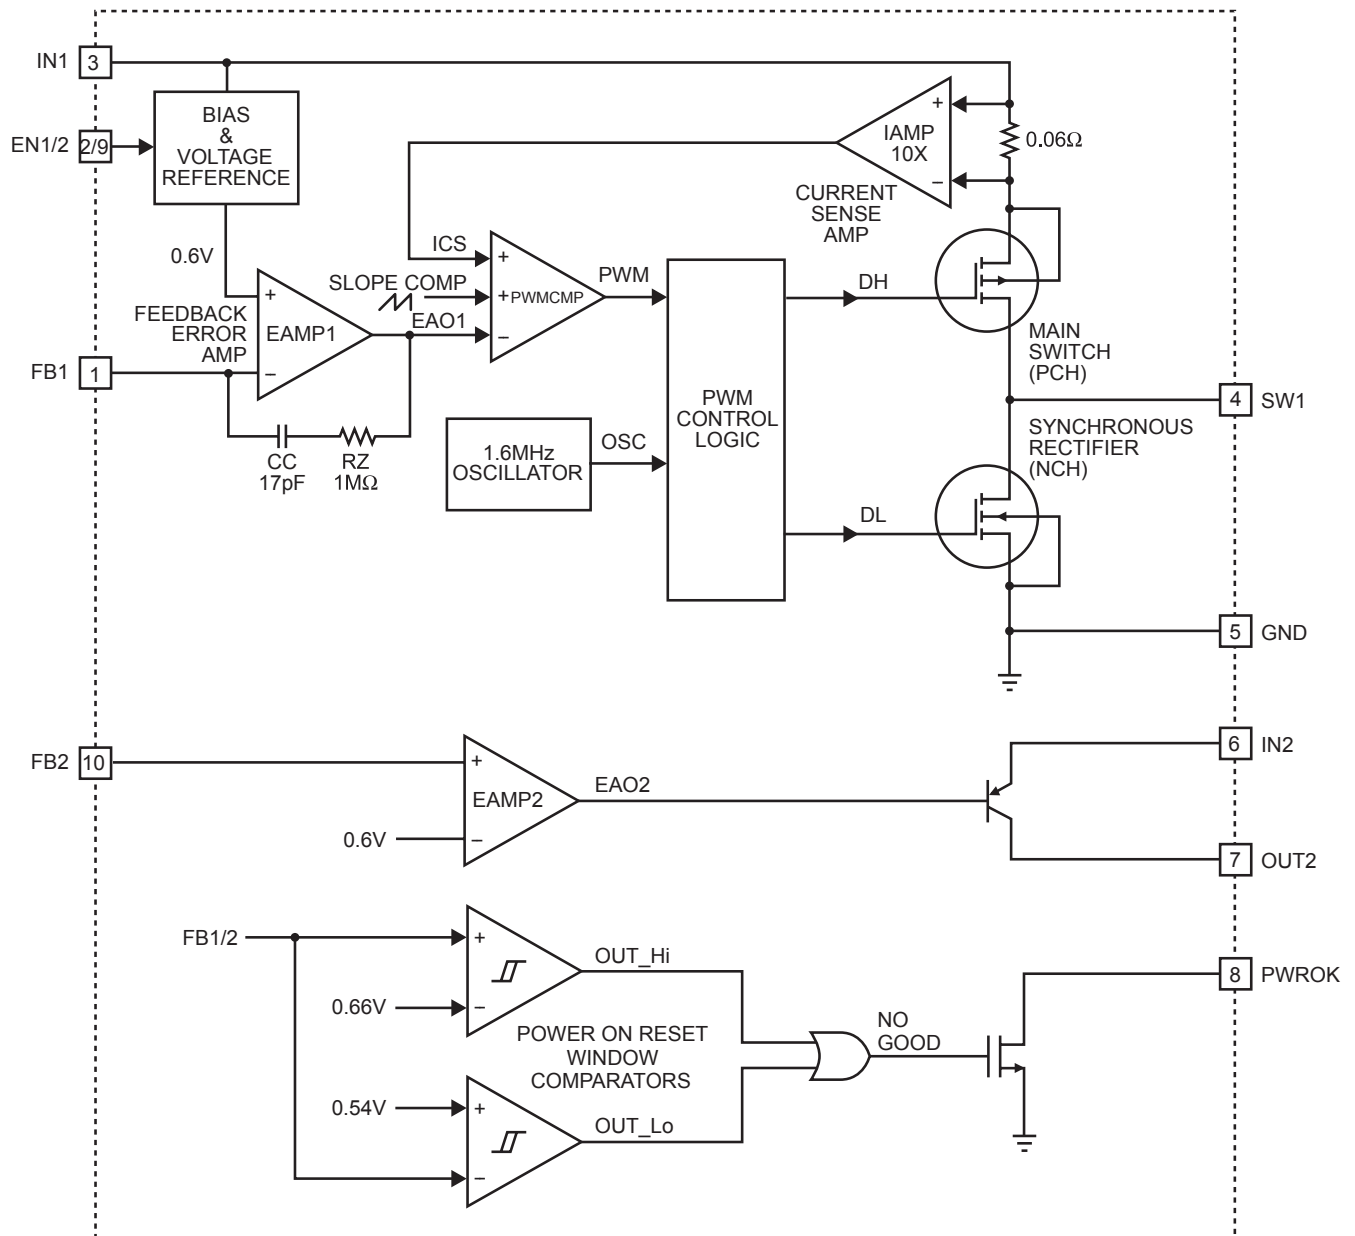 IN1 3
BIAS
&
VOLTAGE
REFERENCE
EN1/2 2/9
+
IAMP
10X
−
0.06Ω
CURRENT
SENSE
AMP
0.6V
ICS
SLOPE COMP
EAO1
+
+
−
PWMCMP
PWM
FEEDBACK
ERROR
AMP
+
EAMP1
−
FB1 1
CC
17pF
RZ
1MΩ
1.6MHz
OSCILLATOR
OSC
PWM
CONTROL
LOGIC
DH
DL
MAIN
SWITCH
(PCH)
4 SW1
SYNCHRONOUS
RECTIFIER
(NCH)
5 GND
FB2 10
+
EAMP2
−
0.6V
EAO2
6 IN2
7 OUT2
FB1/2
+
−
0.66V
OUT_Hi
POWER ON RESET
WINDOW
COMPARATORS
0.54V
+
−
OUT_Lo
NO
GOOD
8 PWROK